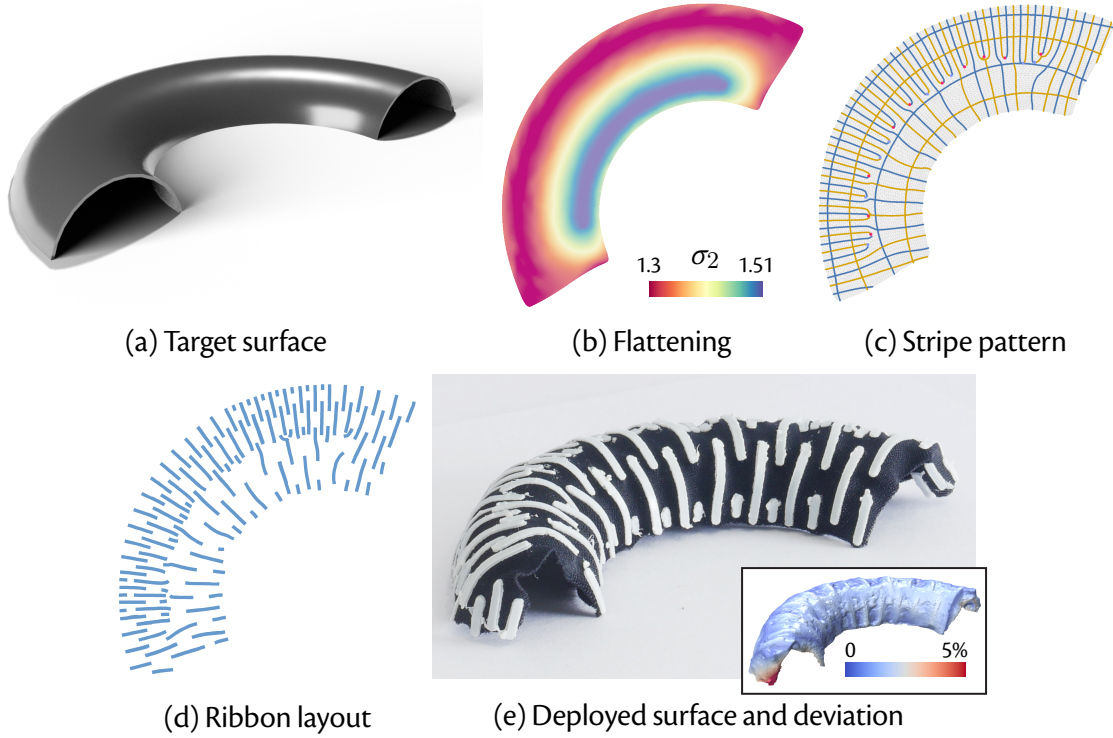 1.3 σ₂ 1.51
(a) Target surface
(b) Flattening
(c) Stripe pattern
0 5%
(d) Ribbon layout
(e) Deployed surface and deviation